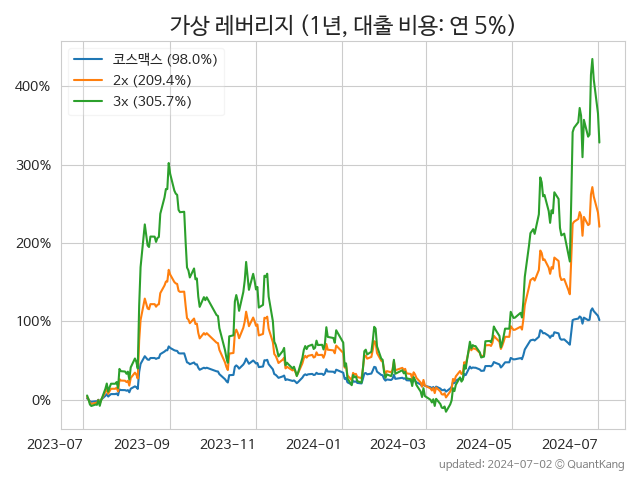 가상 레버리지 (1년, 대출 비용: 연 5%)
코스맥스 (98.0%)
2x (209.4%)
3x (305.7%)
400%
300%
200%
100%
0%
2023-07 2023-09 2023-11 2024-01 2024-03 2024-05 2024-07
updated: 2024-07-02 © QuantKang